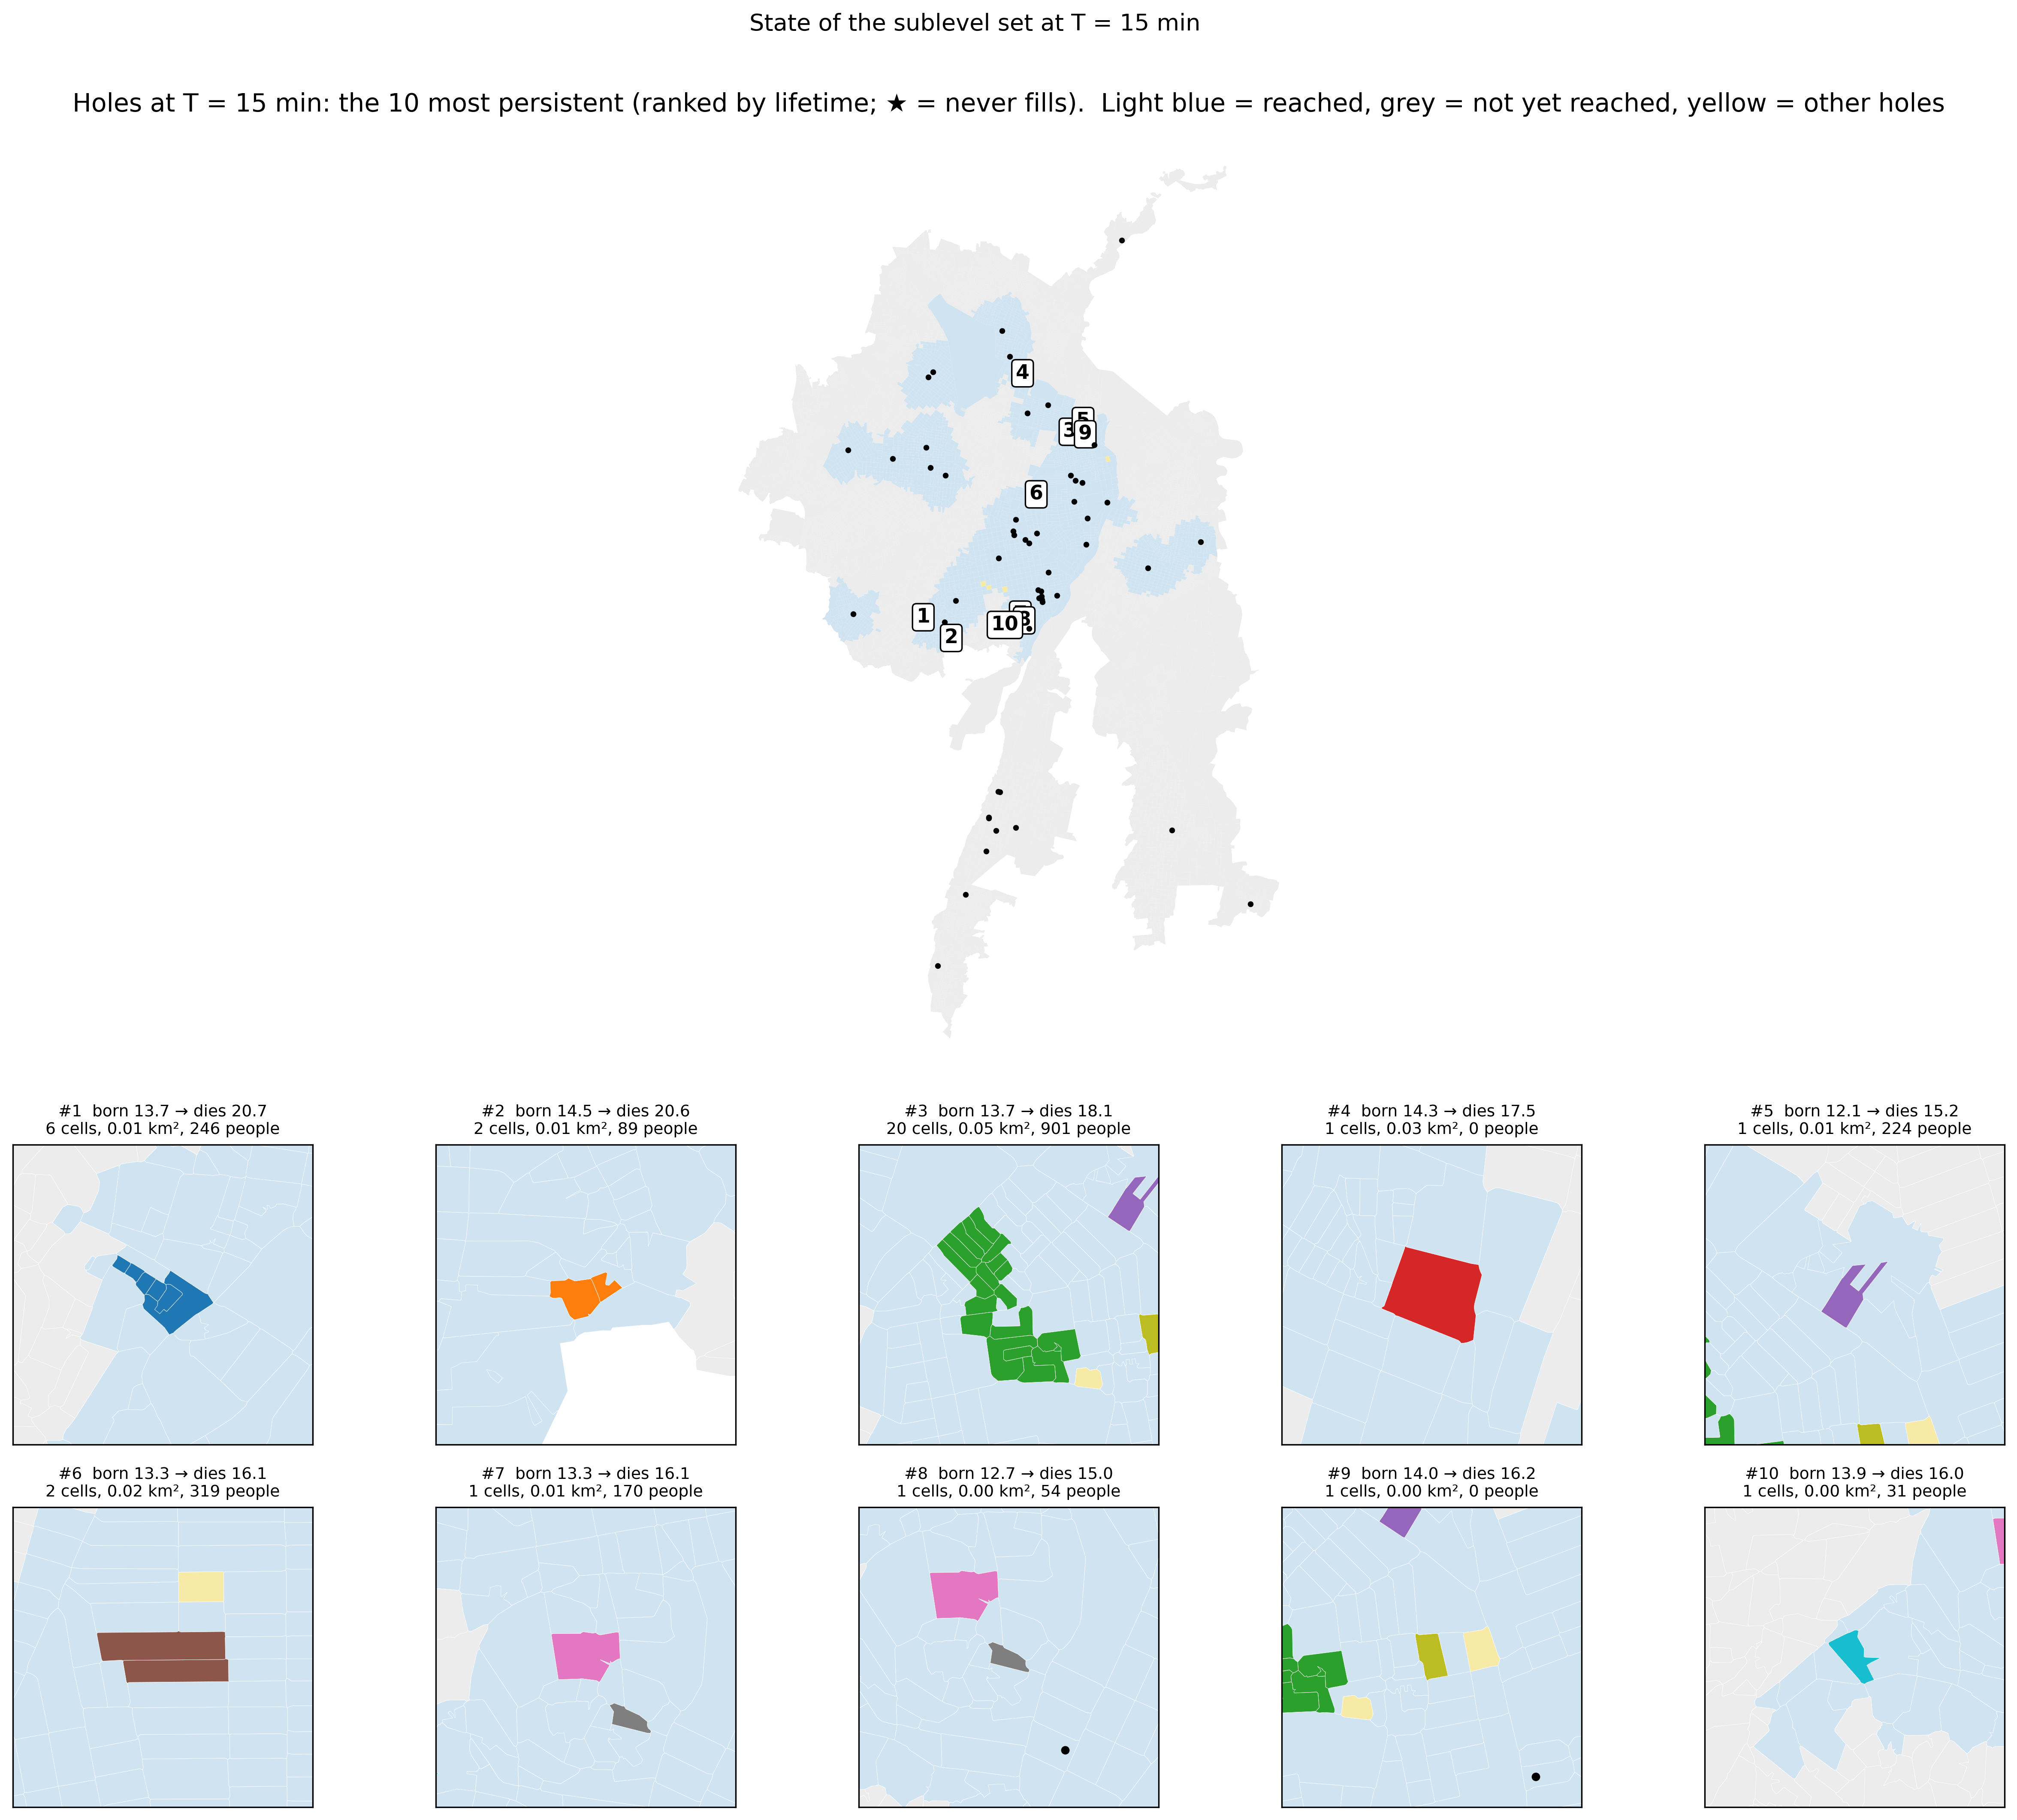 State of the sublevel set at T = 15 min
Holes at T = 15 min: the 10 most persistent (ranked by lifetime; ★ = never fills).  Light blue = reached, grey = not yet reached, yellow = other holes
4
5
3
9
6
1
10
2
#1  born 13.7 → dies 20.7
6 cells, 0.01 km², 246 people
#2  born 14.5 → dies 20.6
2 cells, 0.01 km², 89 people
#3  born 13.7 → dies 18.1
20 cells, 0.05 km², 901 people
#4  born 14.3 → dies 17.5
1 cells, 0.03 km², 0 people
#5  born 12.1 → dies 15.2
1 cells, 0.01 km², 224 people
#6  born 13.3 → dies 16.1
2 cells, 0.02 km², 319 people
#7  born 13.3 → dies 16.1
1 cells, 0.01 km², 170 people
#8  born 12.7 → dies 15.0
1 cells, 0.00 km², 54 people
#9  born 14.0 → dies 16.2
1 cells, 0.00 km², 0 people
#10  born 13.9 → dies 16.0
1 cells, 0.00 km², 31 people